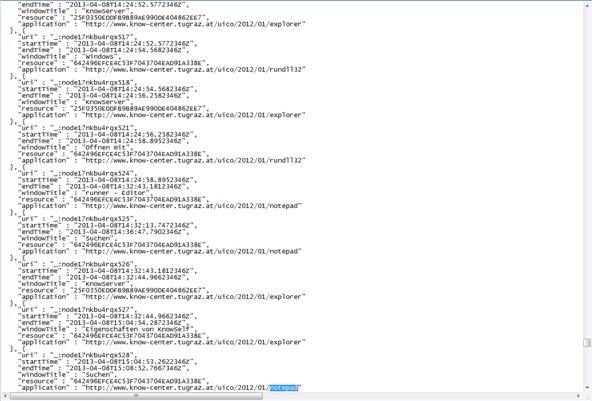 "endTime" : "2013-04-08T14:24:52.5772346Z",
"windowTitle" : "KnowServer",
"resource" : "25F0350EDDFB9B89AE990DE404862EE7",
"application" : "http://www.know-center.tugraz.at/uico/2012/01/explorer"
}, {
"uri" : "_:node17nkbu4rqx517",
"startTime" : "2013-04-08T14:24:52.5772346Z",
"endTime" : "2013-04-08T14:24:54.5682346Z",
"windowTitle" : "Windows",
"resource" : "642496EFCE4C53F7043704EAD91A338E",
"application" : "http://www.know-center.tugraz.at/uico/2012/01/rundll32"
}, {
"uri" : "_:node17nkbu4rqx518",
"startTime" : "2013-04-08T14:24:54.5682346Z",
"endTime" : "2013-04-08T14:24:56.2582346Z",
"windowTitle" : "KnowServer",
"resource" : "25F0350EDDFB9B89AE990DE404862EE7",
"application" : "http://www.know-center.tugraz.at/uico/2012/01/explorer"
}, {
"uri" : "_:node17nkbu4rqx521",
"startTime" : "2013-04-08T14:24:56.2582346Z",
"endTime" : "2013-04-08T14:24:58.8952346Z",
"windowTitle" : "Öffnen mit",
"resource" : "642496EFCE4C53F7043704EAD91A338E",
"application" : "http://www.know-center.tugraz.at/uico/2012/01/rundll32"
}, {
"uri" : "_:node17nkbu4rqx524",
"startTime" : "2013-04-08T14:24:58.8952346Z",
"endTime" : "2013-04-08T14:32:43.1812346Z",
"windowTitle" : "runner - Editor",
"resource" : "642496EFCE4C53F7043704EAD91A338E",
"application" : "http://www.know-center.tugraz.at/uico/2012/01/notepad"
}, {
"uri" : "_:node17nkbu4rqx525",
"startTime" : "2013-04-08T14:32:13.7472346Z",
"endTime" : "2013-04-08T14:36:47.7902346Z",
"windowTitle" : "Suchen",
"resource" : "642496EFCE4C53F7043704EAD91A338E",
"application" : "http://www.know-center.tugraz.at/uico/2012/01/notepad"
}, {
"uri" : "_:node17nkbu4rqx526",
"startTime" : "2013-04-08T14:32:43.1812346Z",
"endTime" : "2013-04-08T14:32:44.9662346Z",
"windowTitle" : "KnowServer",
"resource" : "25F0350EDDFB9B89AE990DE404862EE7",
"application" : "http://www.know-center.tugraz.at/uico/2012/01/explorer"
}, {
"uri" : "_:node17nkbu4rqx527",
"startTime" : "2013-04-08T14:32:44.9662346Z",
"endTime" : "2013-04-08T15:04:54.2872346Z",
"windowTitle" : "Eigenschaften von KnowSelf",
"resource" : "642496EFCE4C53F7043704EAD91A338E",
"application" : "http://www.know-center.tugraz.at/uico/2012/01/explorer"
}, {
"uri" : "_:node17nkbu4rqx528",
"startTime" : "2013-04-08T15:04:53.2622346Z",
"endTime" : "2013-04-08T15:08:52.7667346Z",
"windowTitle" : "Suchen",
"resource" : "642496EFCE4C53F7043704EAD91A338E",
"application" : "http://www.know-center.tugraz.at/uico/2012/01/notepad"